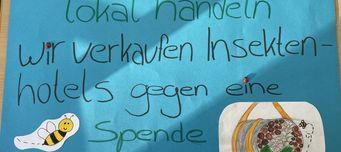 lokal handeln
wir verkaufen Insekten-
hotels gegen eine
Spende